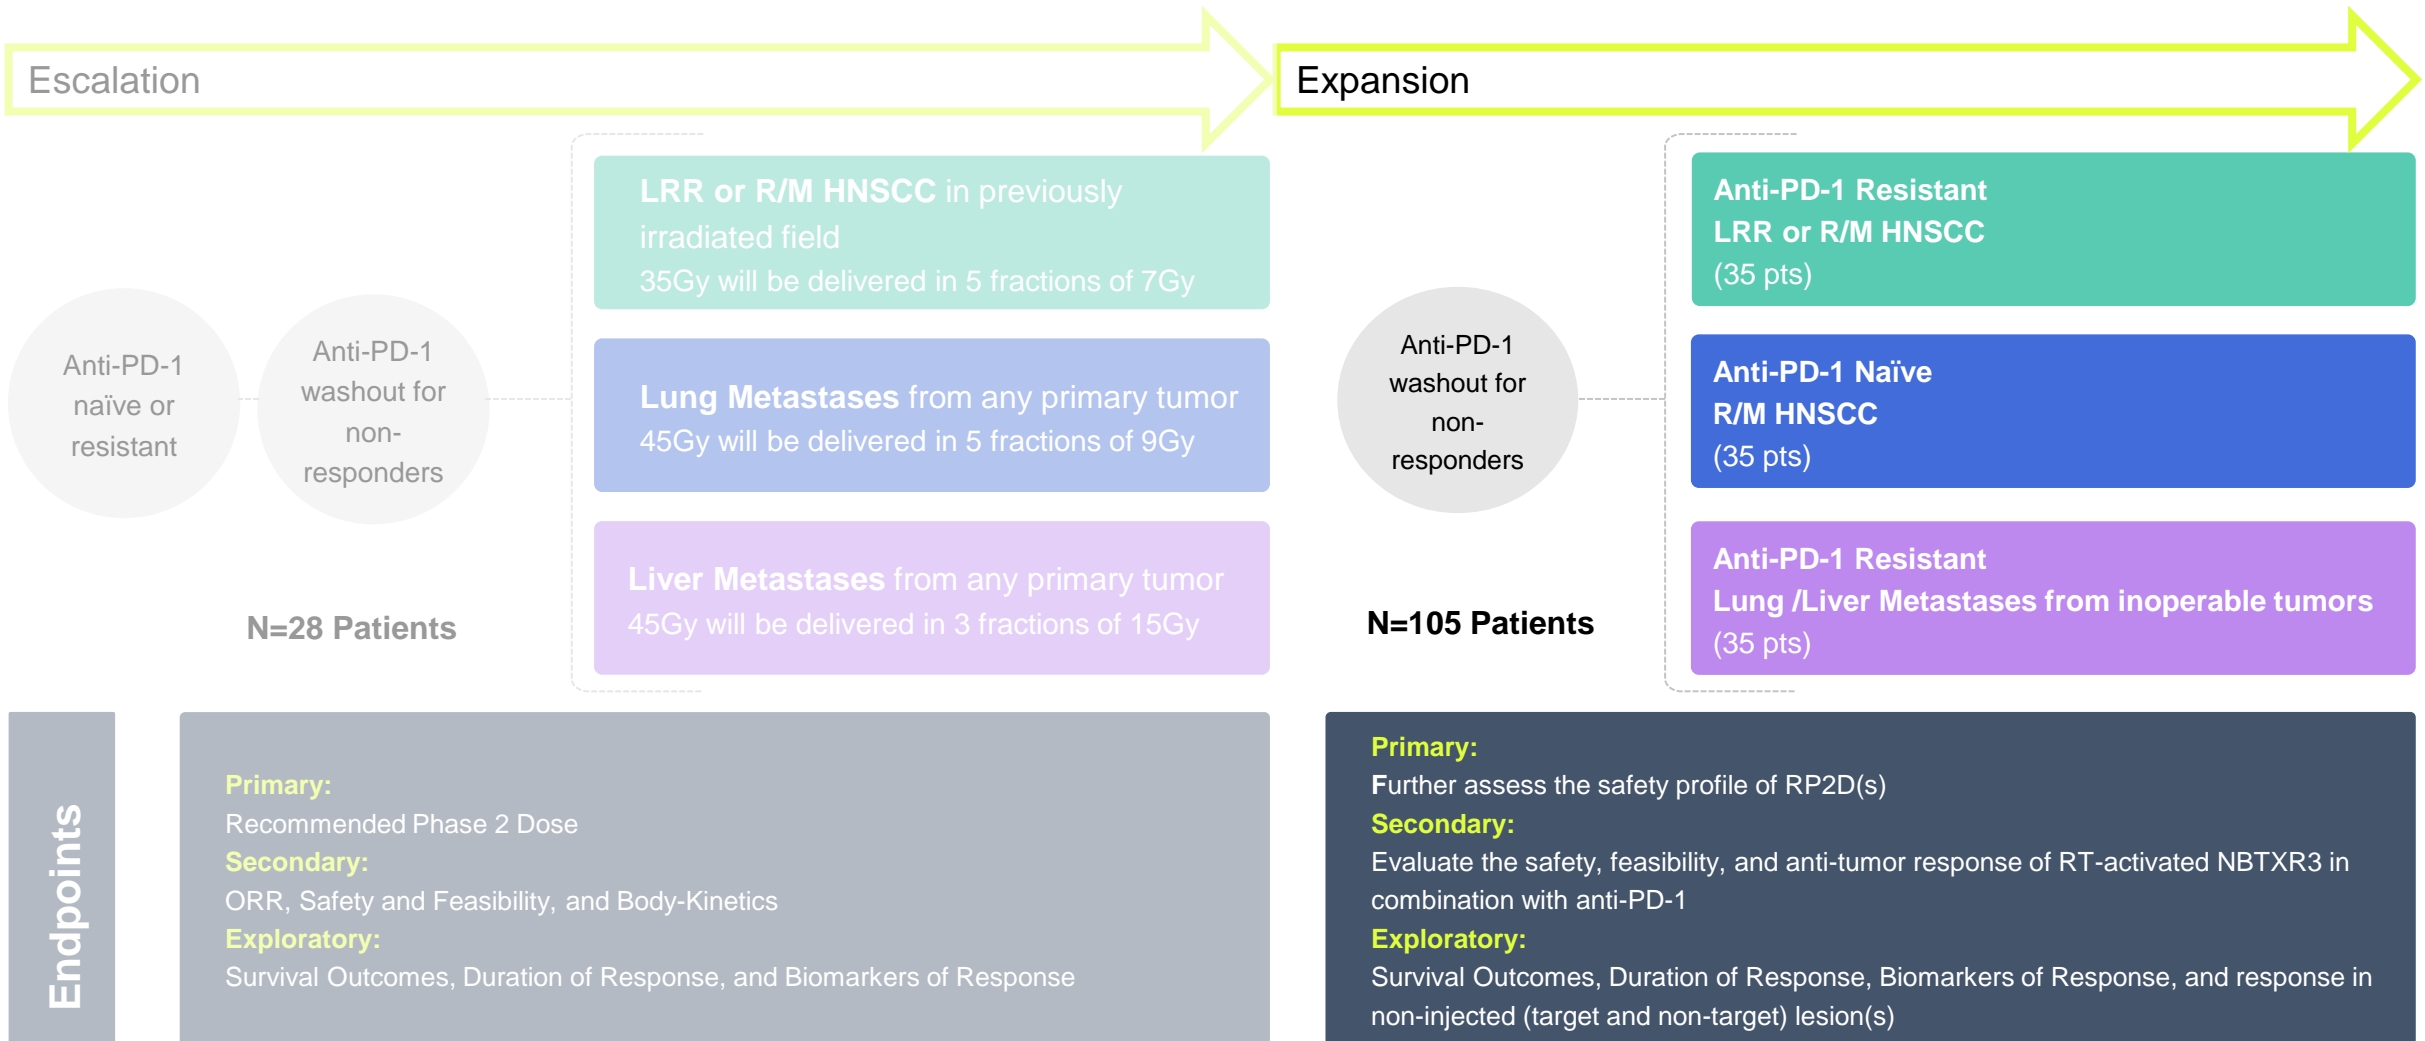 Escalation
Expansion
Anti-PD-1
naïve or
resistant
Anti-PD-1
washout for
non-
responders
N=28 Patients
LRR or R/M HNSCC in previously
irradiated field
35Gy will be delivered in 5 fractions of 7Gy
Lung Metastases from any primary tumor
45Gy will be delivered in 5 fractions of 9Gy
Liver Metastases from any primary tumor
45Gy will be delivered in 3 fractions of 15Gy
Anti-PD-1
washout for
non-
responders
N=105 Patients
Anti-PD-1 Resistant
LRR or R/M HNSCC
(35 pts)
Anti-PD-1 Naïve
R/M HNSCC
(35 pts)
Anti-PD-1 Resistant
Lung /Liver Metastases from inoperable tumors
(35 pts)
Endpoints
Primary:
Recommended Phase 2 Dose
Secondary:
ORR, Safety and Feasibility, and Body-Kinetics
Exploratory:
Survival Outcomes, Duration of Response, and Biomarkers of Response
Primary:
Further assess the safety profile of RP2D(s)
Secondary:
Evaluate the safety, feasibility, and anti-tumor response of RT-activated NBTXR3 in
combination with anti-PD-1
Exploratory:
Survival Outcomes, Duration of Response, Biomarkers of Response, and response in
non-injected (target and non-target) lesion(s)